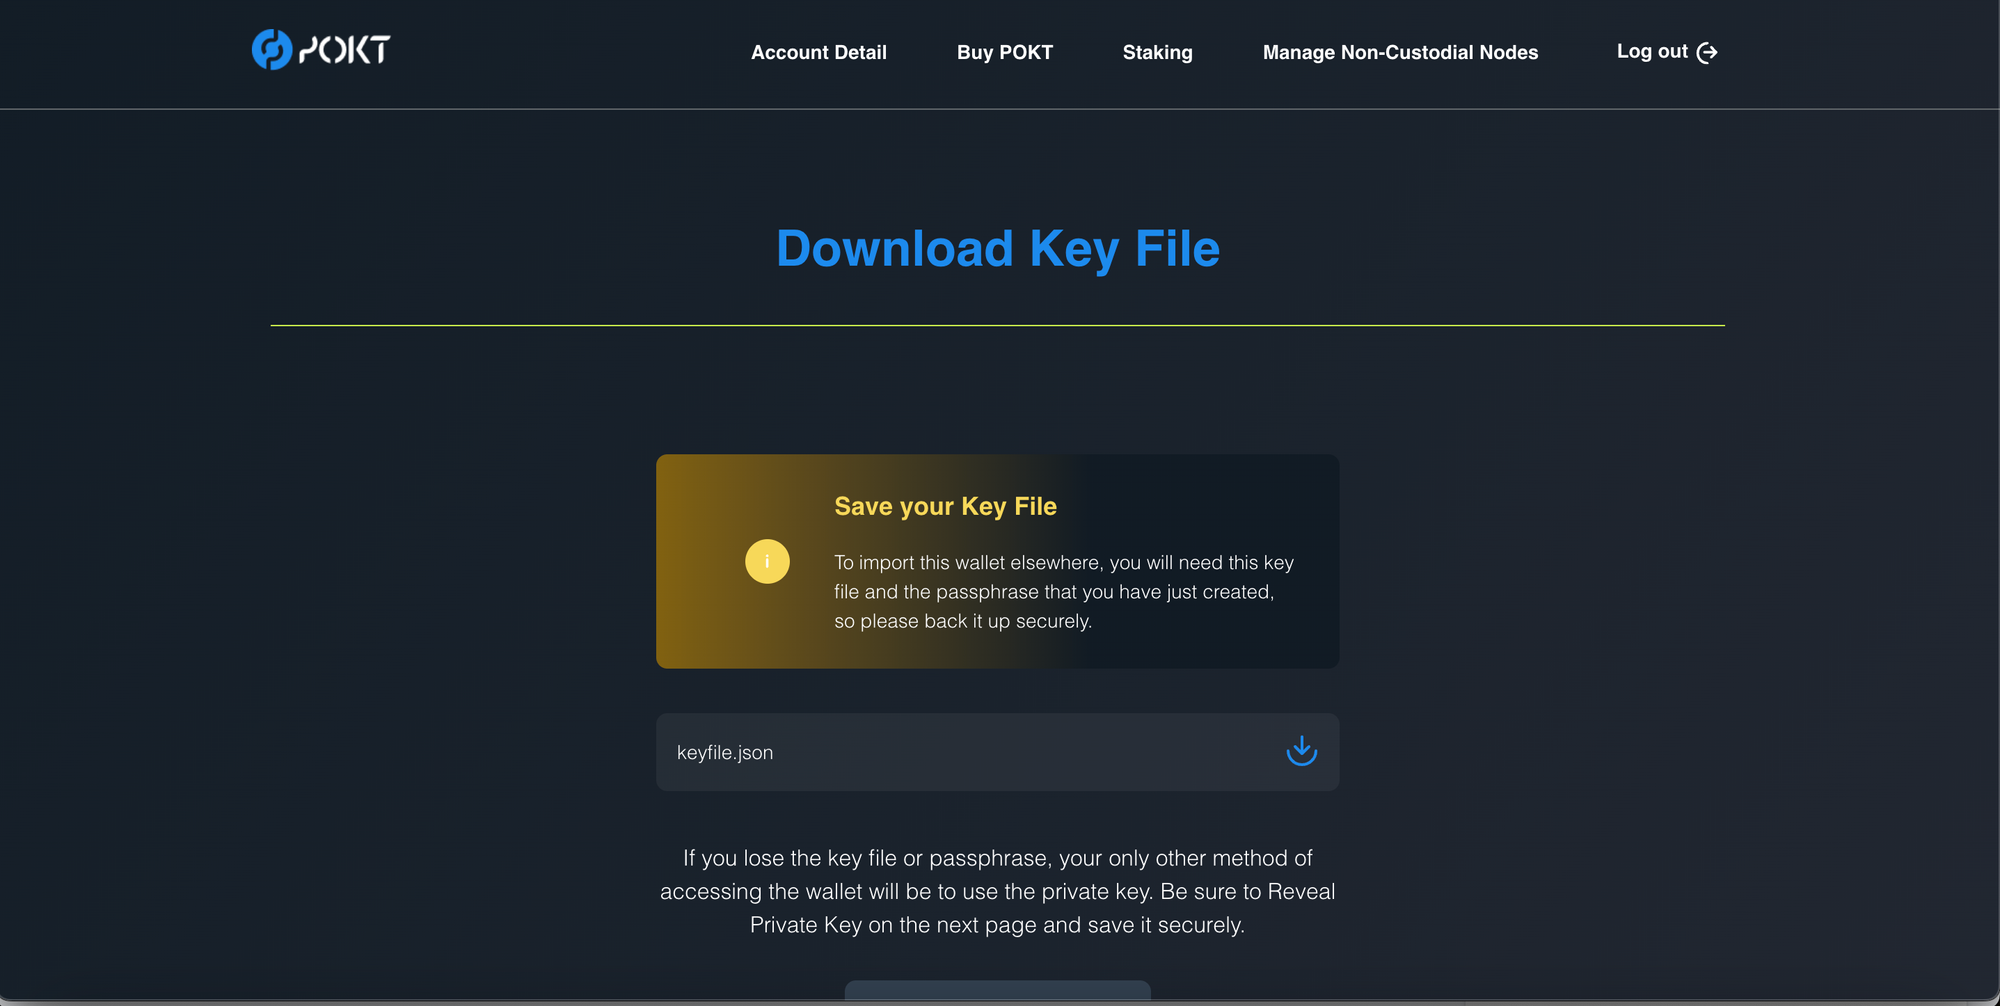 POKT
Account Detail
Buy POKT
Staking
Manage Non-Custodial Nodes
Log out
Download Key File
Save your Key File
i
To import this wallet elsewhere, you will need this key
file and the passphrase that you have just created,
so please back it up securely.
keyfile.json
If you lose the key file or passphrase, your only other method of
accessing the wallet will be to use the private key. Be sure to Reveal
Private Key on the next page and save it securely.